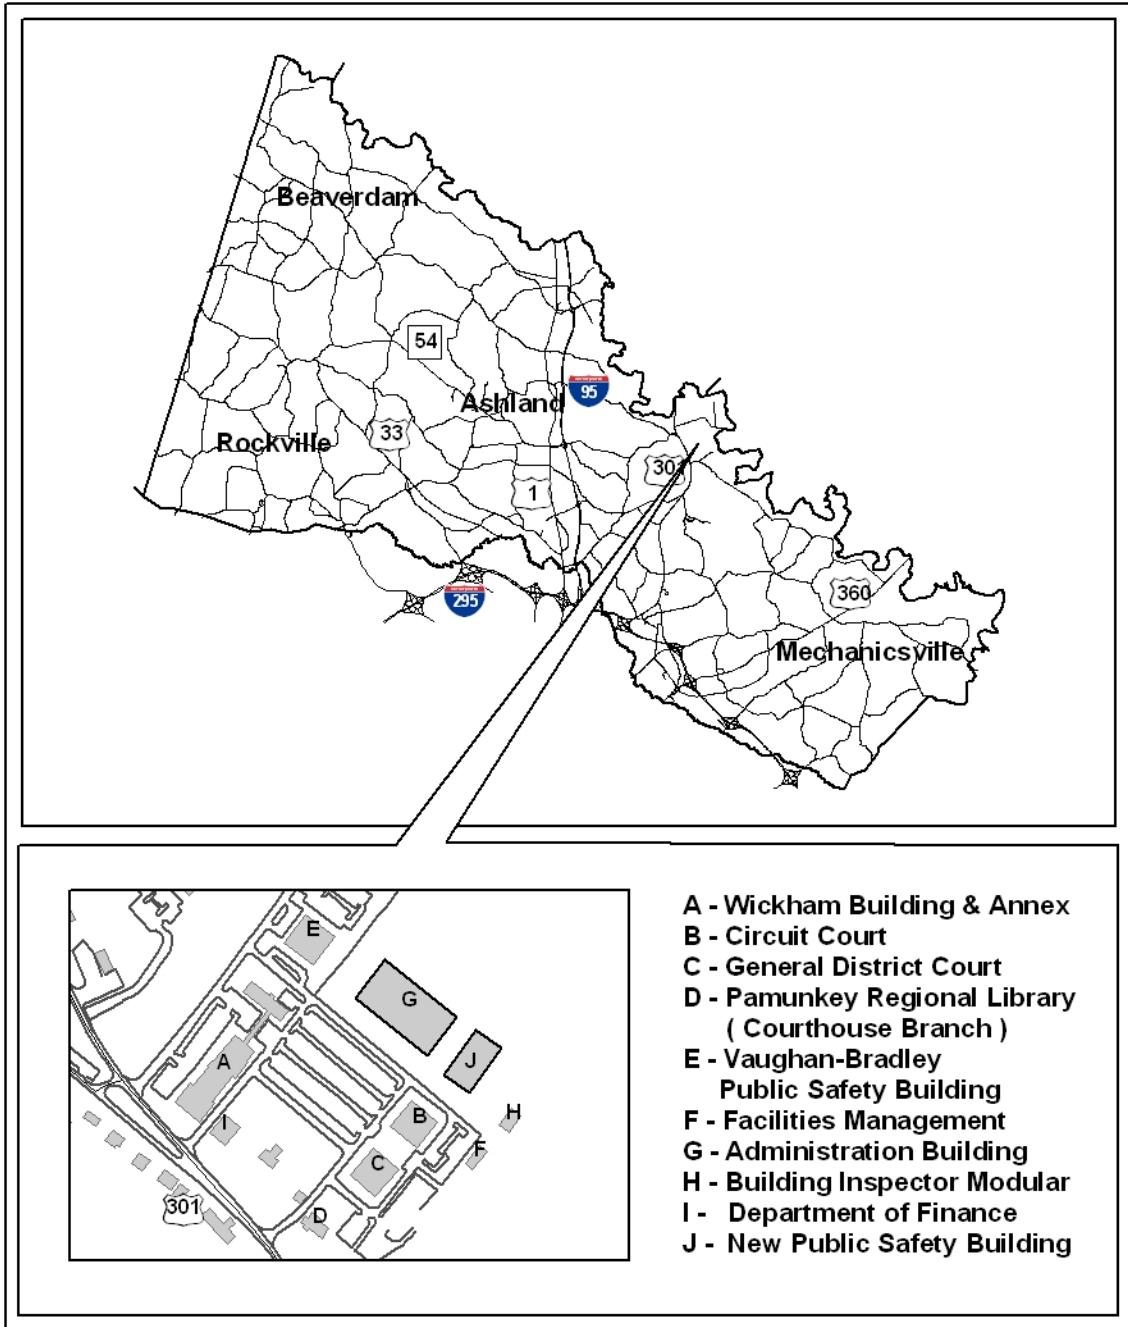 Beaverdam
54
95
Ashland
33
Rockville
301
1
360
295
Mechanicsville
E
G
J
A
B
H
I
F
C
301
D
A - Wickham Building & Annex
B - Circuit Court
C - General District Court
D - Pamunkey Regional Library
( Courthouse Branch )
E - Vaughan-Bradley
Public Safety Building
F - Facilities Management
G - Administration Building
H - Building Inspector Modular
I - Department of Finance
J - New Public Safety Building